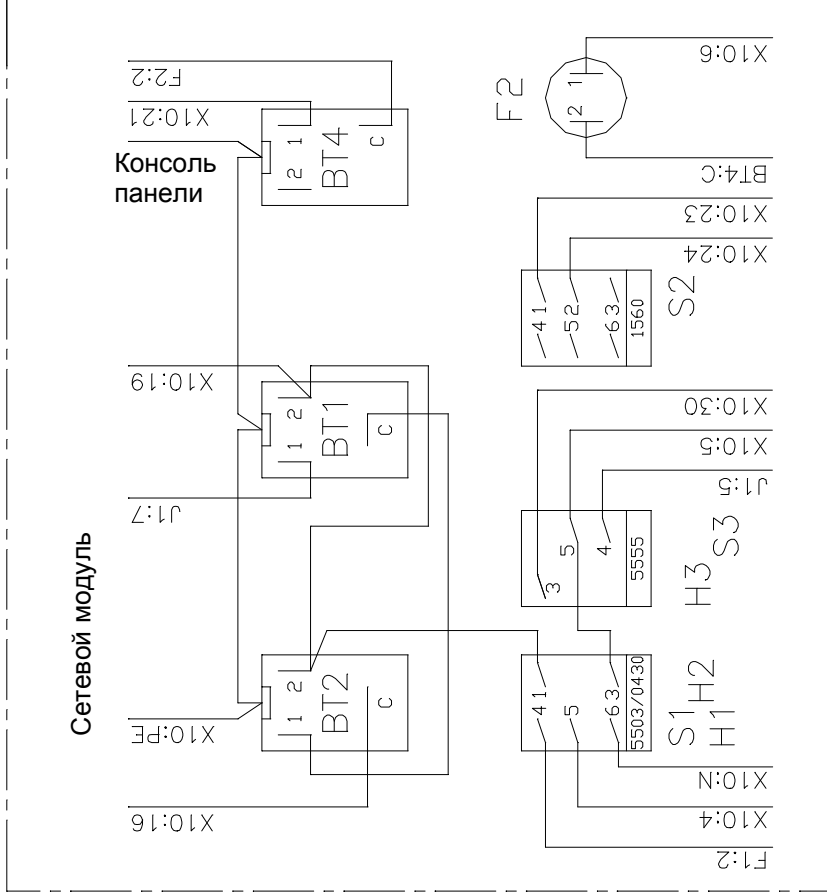 F2:2
X10:21
Консоль
панели
2 1
BT4
C
F2
1
2
X10:6
BT4:C
X10:23
X10:24
41
52
63
1560
S2
X10:19
1 2
BT1
C
J1:7
X10:30
X10:5
J1:5
3
5
4
5555
H3
S3
Сетевой модуль
X10:PE
1 2
BT2
C
X10:16
41
5
63
5503/0430
S1
H2
H1
X10:N
X10:4
F1:2